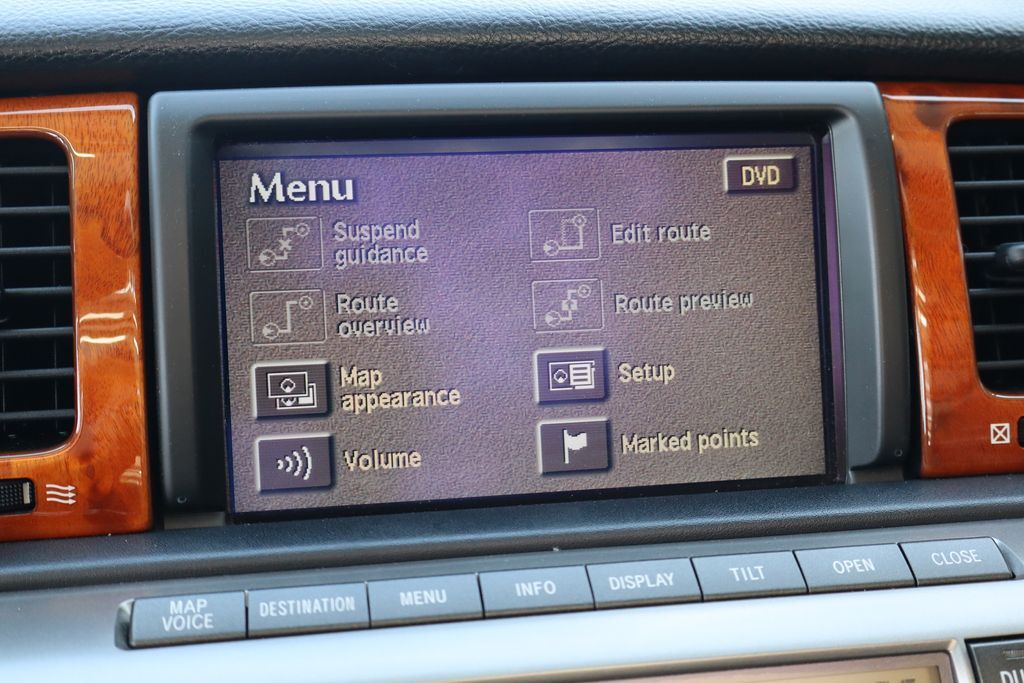 Menu
DVD
Suspend
guidance
Edit route
Route
overview
Route preview
Map
appearance
Setup
Volume
Marked points
MAP
VOICE
DESTINATION
MENU
INFO
DISPLAY
TILT
OPEN
CLOSE